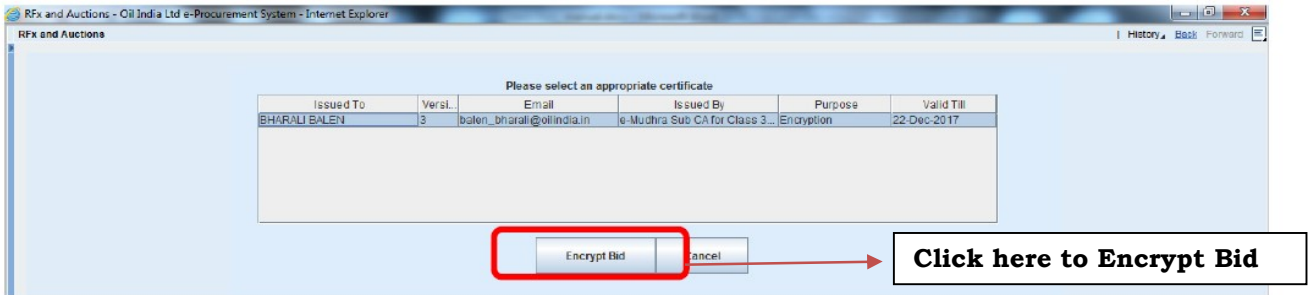 RFx and Auctions - Oil India Ltd e-Procurement System - Internet Explorer
RFx and Auctions | History Back Forward
Please select an appropriate certificate
Issued To Versi... Email Issued By Purpose Valid Till
BHARALI BALEN 3 balen_bharali@oilindia.in e-Mudhra Sub CA for Class 3... Encryption 22-Dec-2017
Encrypt Bid Cancel
Click here to Encrypt Bid